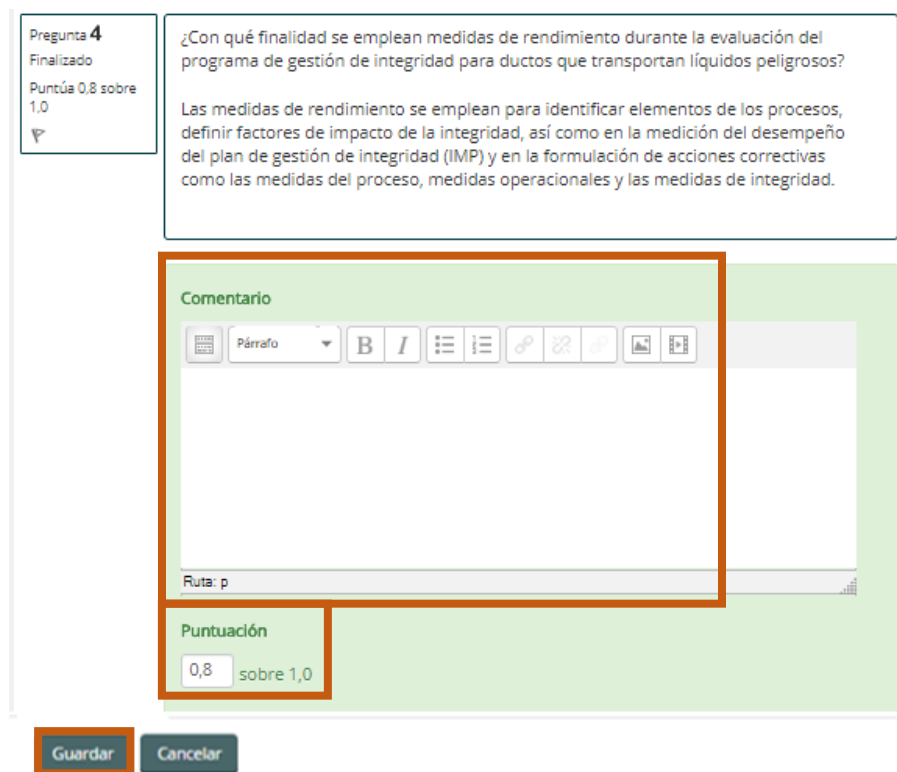 Pregunta 4
Finalizado
Puntúa 0,8 sobre
1,0
¿Con qué finalidad se emplean medidas de rendimiento durante la evaluación del
programa de gestión de integridad para ductos que transportan líquidos peligrosos?
Las medidas de rendimiento se emplean para identificar elementos de los procesos,
definir factores de impacto de la integridad, así como en la medición del desempeño
del plan de gestión de integridad (IMP) y en la formulación de acciones correctivas
como las medidas del proceso, medidas operacionales y las medidas de integridad.
Comentario
Párrafo B I
Ruta: p
Puntuación
0,8 sobre 1,0
Guardar Cancelar